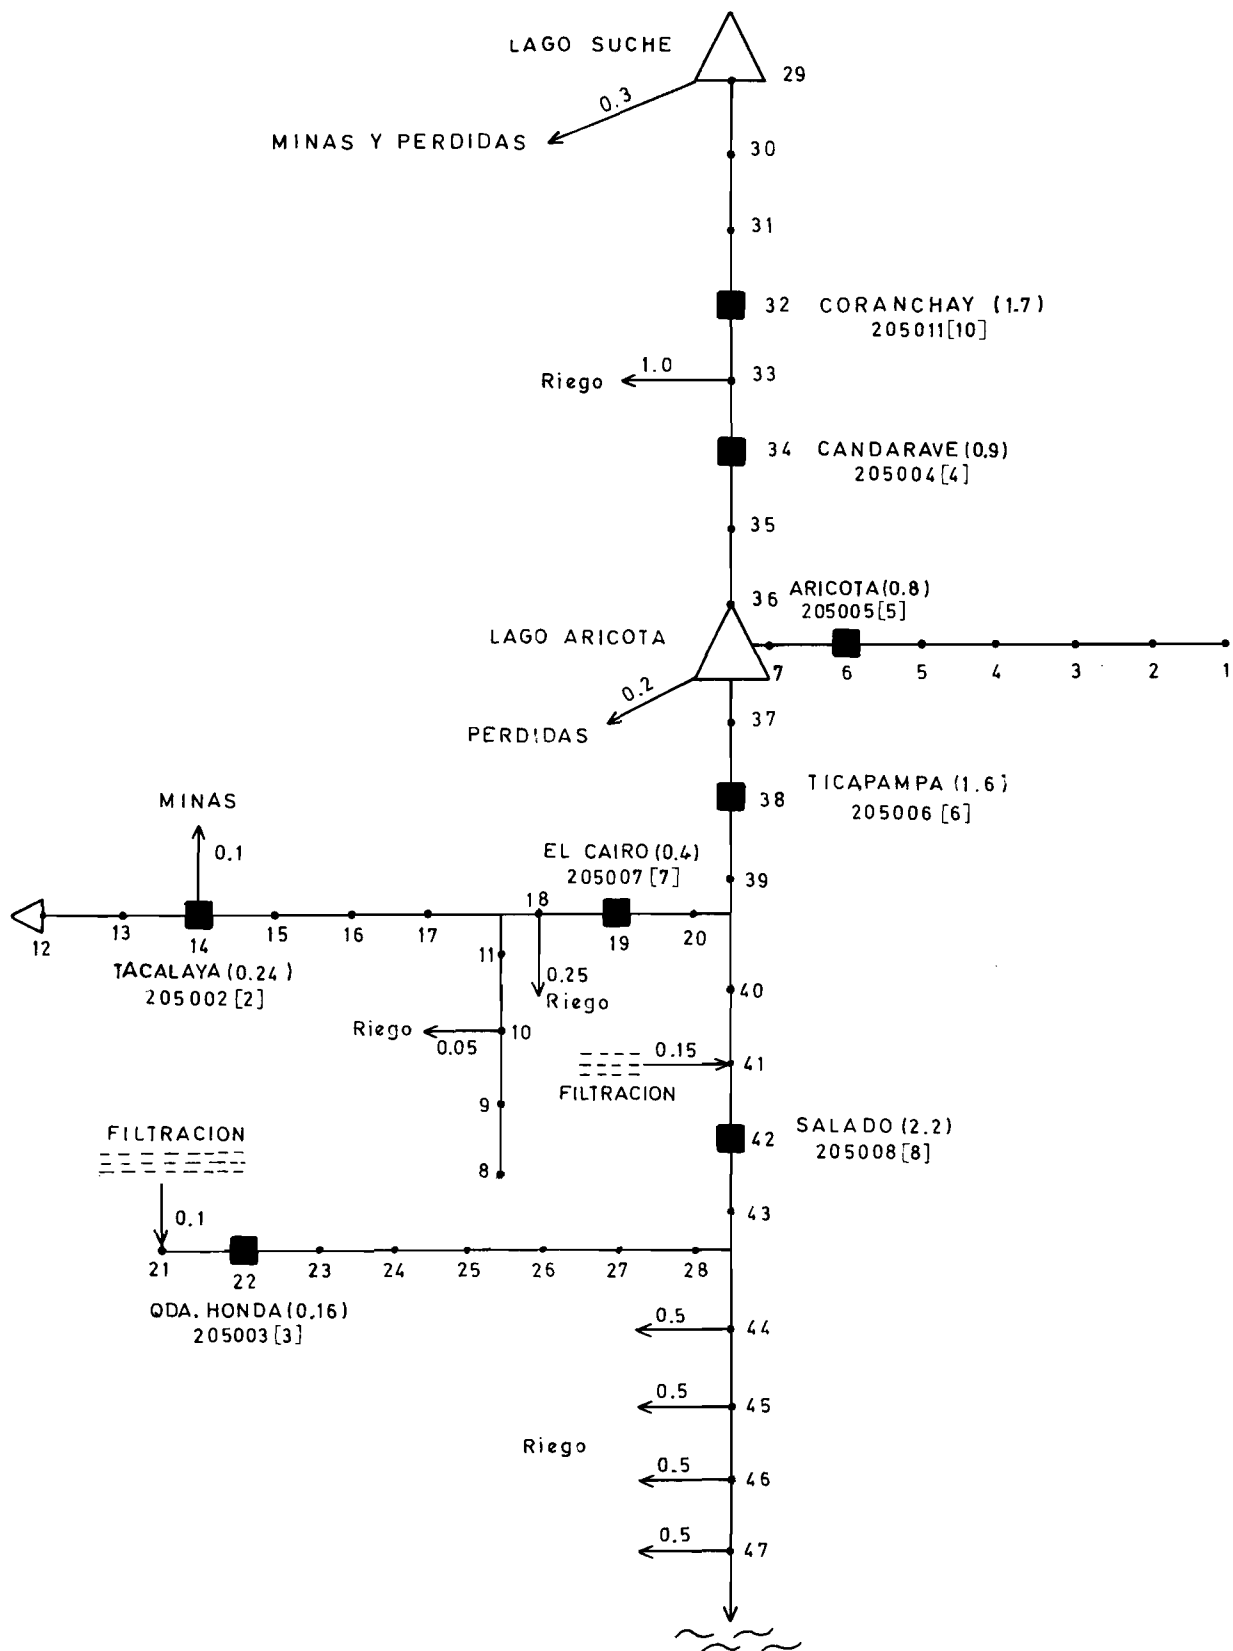 LAGO SUCHE
29
0.3
MINAS Y PERDIDAS
30
31
32 CORANCHAY (1.7)
205011[10]
1.0
Riego
33
34 CANDARAVE (0.9)
205004[4]
35
36 ARICOTA (0.8)
205005[5]
LAGO ARICOTA
7 6 5 4 3 2 1
0.2
PERDIDAS
37
TICAPAMPA (1.6)
38
205006 [6]
MINAS
0.1
EL CAIRO (0.4)
205007 [7]
39
18
12 13 14 15 16 17 19 20
11
TACALAYA (0.24)
205002 [2]
0.25
Riego
40
Riego
0.05
10
0.15
41
FILTRACION
9
SALADO (2.2)
42
205008 [8]
FILTRACION
8
43
0.1
21 22 23 24 25 26 27 28
QDA. HONDA (0.16)
205003 [3]
0.5
44
0.5
45
Riego
0.5
46
0.5
47